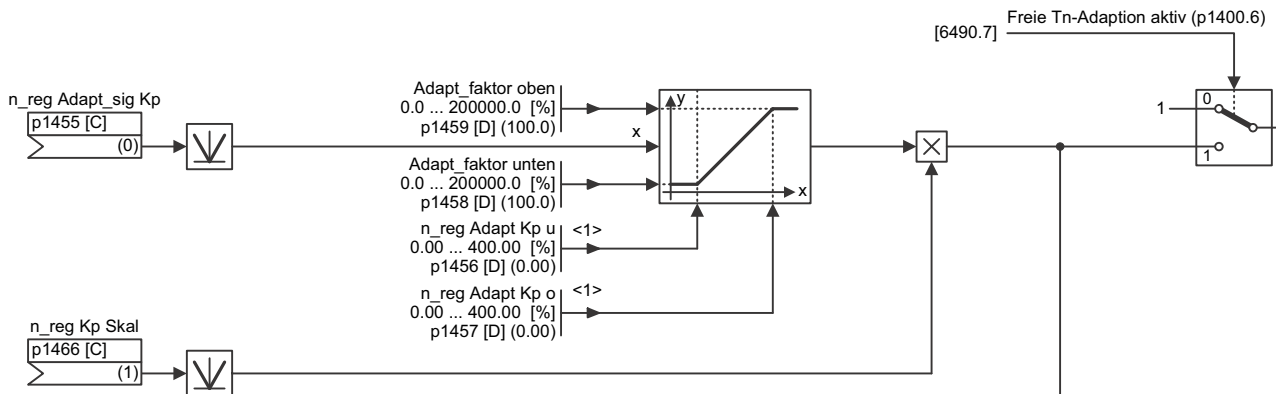 Freie Tn-Adaption aktiv (p1400.6)
[6490.7]
n_reg Adapt_sig Kp
p1455 [C]
(0)
Adapt_faktor oben
0.0 ... 200000.0 [%]
p1459 [D] (100.0)
x
Adapt_faktor unten
0.0 ... 200000.0 [%]
p1458 [D] (100.0)
y
x
n_reg Adapt Kp u <1>
0.00 ... 400.00 [%]
p1456 [D] (0.00)
n_reg Adapt Kp o <1>
0.00 ... 400.00 [%]
p1457 [D] (0.00)
1
0
1
n_reg Kp Skal
p1466 [C]
(1)